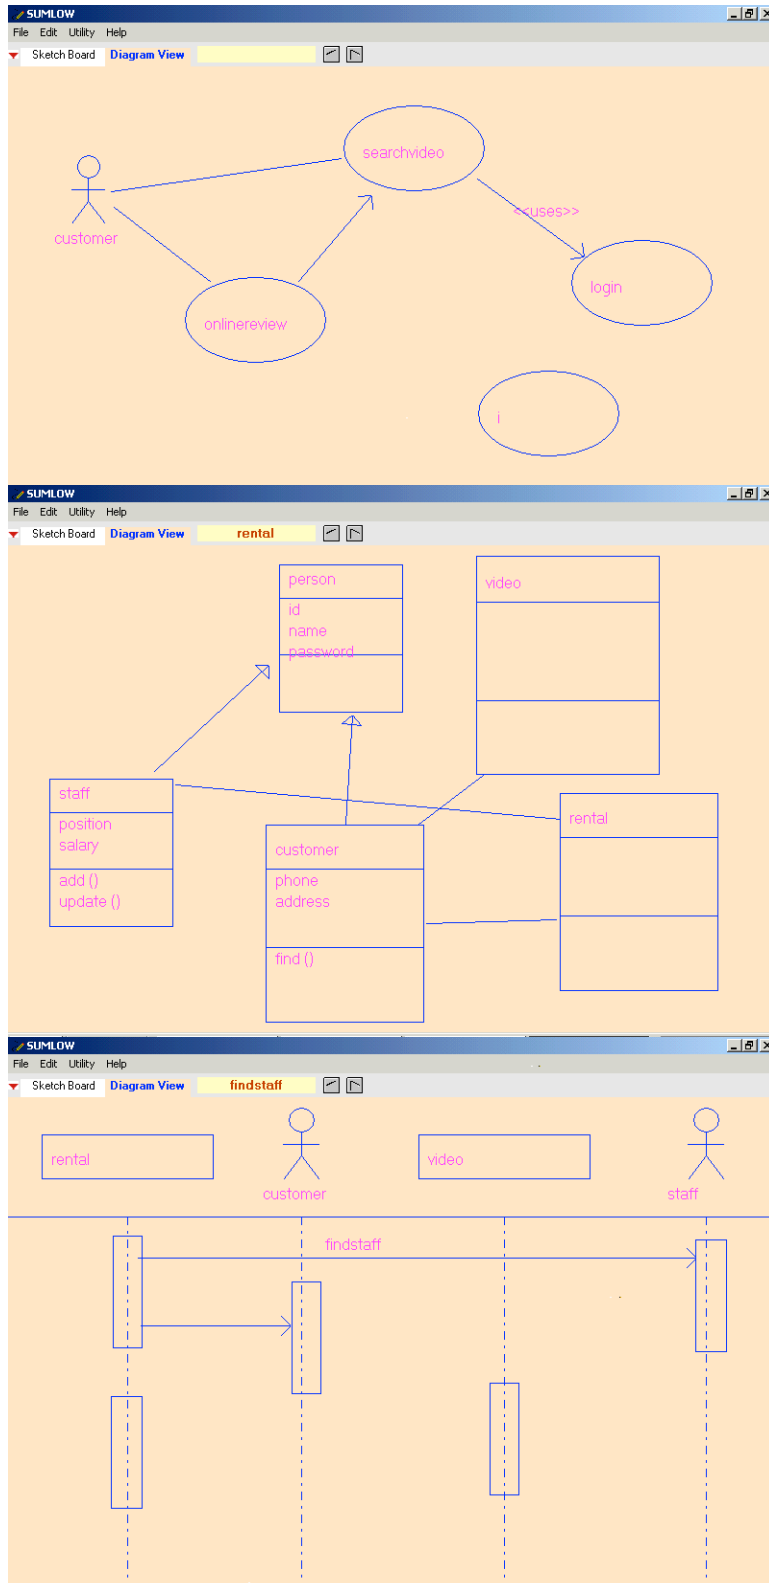 SUMLOW
File Edit Utility Help
Sketch Board Diagram View
searchvideo
customer
<<uses>>
login
onlinereview
i
SUMLOW
File Edit Utility Help
Sketch Board Diagram View rental
person
id
name
password
video
staff
position
salary
add ()
update ()
customer
phone
address
find ()
rental
SUMLOW
File Edit Utility Help
Sketch Board Diagram View findstaff
rental
customer
video
staff
findstaff